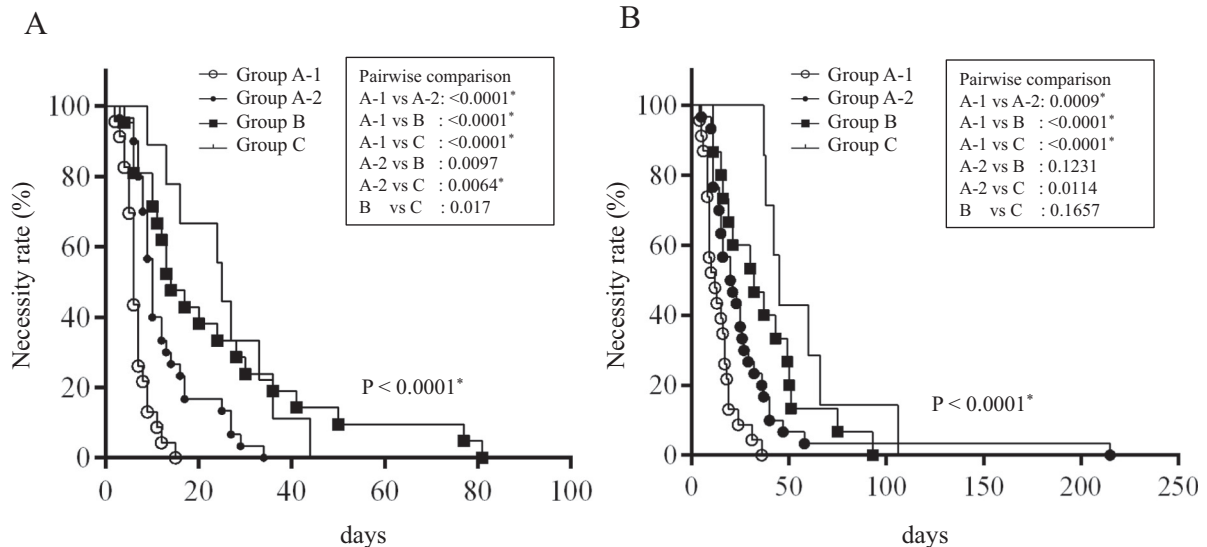 A
Group A-1
Group A-2
Group B
Group C
Pairwise comparison
A-1 vs A-2: <0.0001*
A-1 vs B : <0.0001*
A-1 vs C : <0.0001*
A-2 vs B : 0.0097
A-2 vs C : 0.0064*
B vs C : 0.017
Necessity rate (%)
100
80
60
40
20
0
P < 0.0001*
0 20 40 60 80 100
days
B
Group A-1
Group A-2
Group B
Group C
Pairwise comparison
A-1 vs A-2: 0.0009*
A-1 vs B : <0.0001*
A-1 vs C : <0.0001*
A-2 vs B : 0.1231
A-2 vs C : 0.0114
B vs C : 0.1657
Necessity rate (%)
100
80
60
40
20
0
P < 0.0001*
0 50 100 150 200 250
days